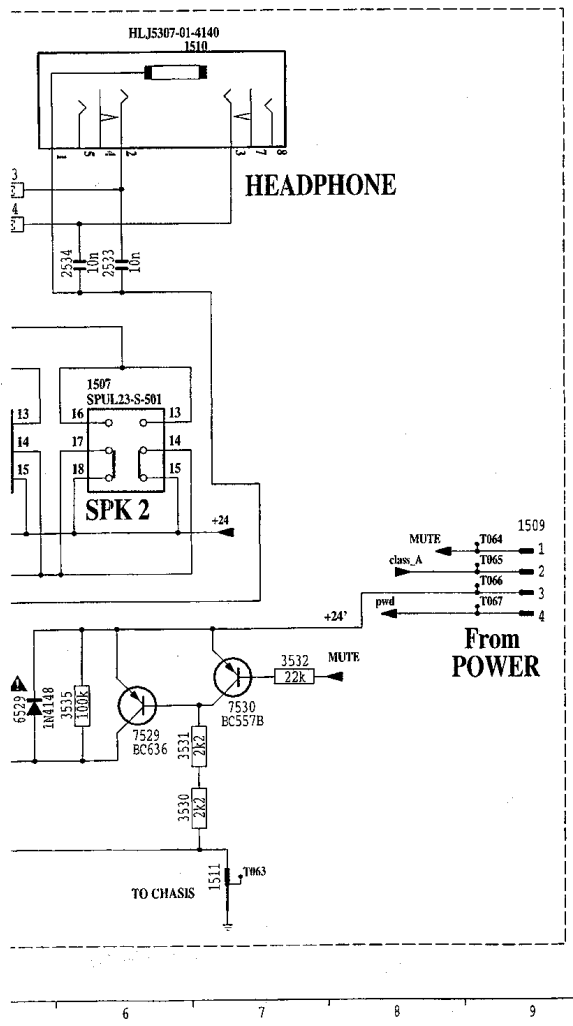 HLJ5307-01-4140
1510
1 5 4 2 3 7 8
3
HEADPHONE
4
2534 10n 2533 10n
1507
SPUL23-S-501
13 16 13
14 17 14
15 18 15
SPK 2
+24
1509
MUTE T064 1
class_A T065 2
T066 3
pwd T067 4
+24'
From
POWER
3532 MUTE
22k
6529 1N4148 3535 100k
7530
BC557B
7529
BC636
3531 2k2
3530 2k2
1511 T063
TO CHASIS
6 7 8 9